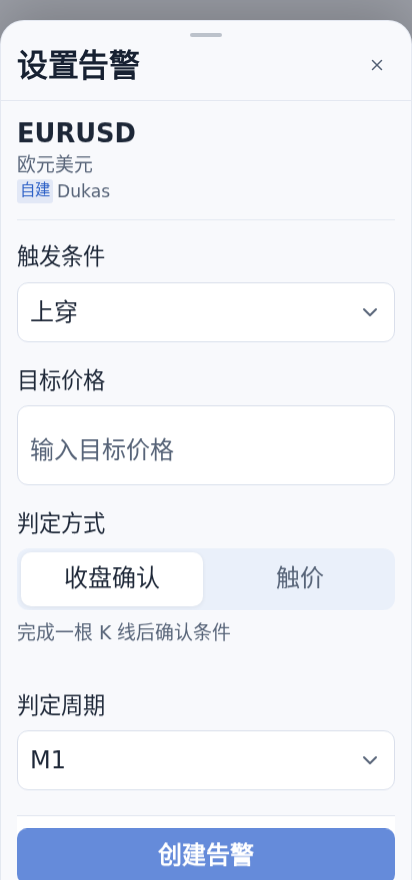 设置告警
×
EURUSD
欧元美元
自建 Dukas
触发条件
上穿
目标价格
输入目标价格
判定方式
收盘确认 触价
完成一根 K 线后确认条件
判定周期
M1
创建告警